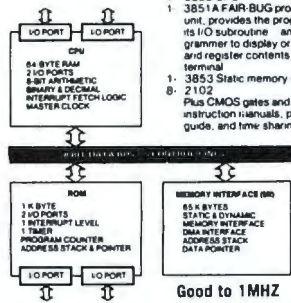 I/O PORT I/O PORT
CPU
64 BYTE RAM
2 I/O PORTS
8-BIT ARITHMETIC
BINARY & DECIMAL
INTERRUPT FETCH LOGIC
MASTER CLOCK
1- 3851 A FAIR-BUG pro
unit, provides the pro
its I/O subroutine an
grammer to display or
and register contents
terminal
1- 3853 Static memory
8- 2102
Plus CMOS gates and
instruction manuals, p
guide, and time sharin
ROM
1 K BYTE
2 I/O PORTS
1 INTERRUPT LEVEL
1 TIMER
PROGRAM COUNTER
ADDRESS STACK & POINTER
I/O PORT I/O PORT
MEMORY INTERFACE
65 K BYTES
STATIC & DYNAMIC
MEMORY INTERFACE
DMA INTERFACE
ADDRESS STACK
DATA POINTER
Good to 1MHZ